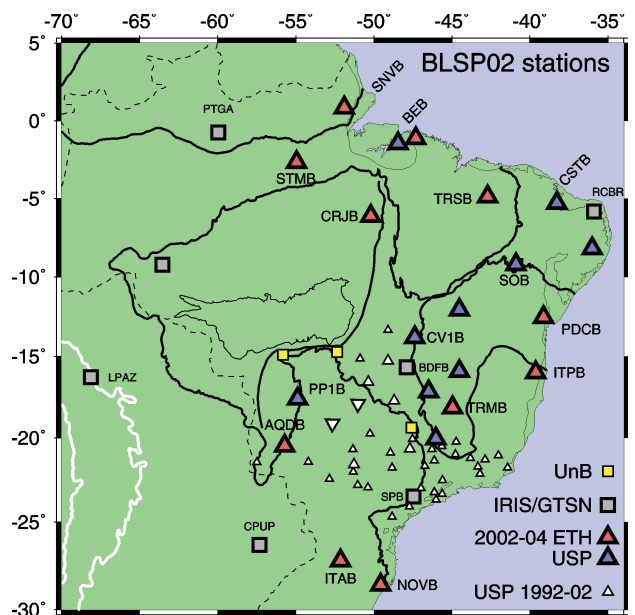 -70 -65 -60 -55 -50 -45 -40 -35
5
BLSP02 stations
SNVB
PTGA
BEB
0
STMB
CSTB
RCBR
TRSB
-5
CRJB
SOB
-10
PDCB
CV1B
-15
BDFB
ITPB
LPAZ
PP1B
TRMB
AQDB
-20
UnB
SPB
IRIS/GTSN
-25
CPUP
2002-04 ETH
USP
ITAB
NOVB
USP 1992-02
-30